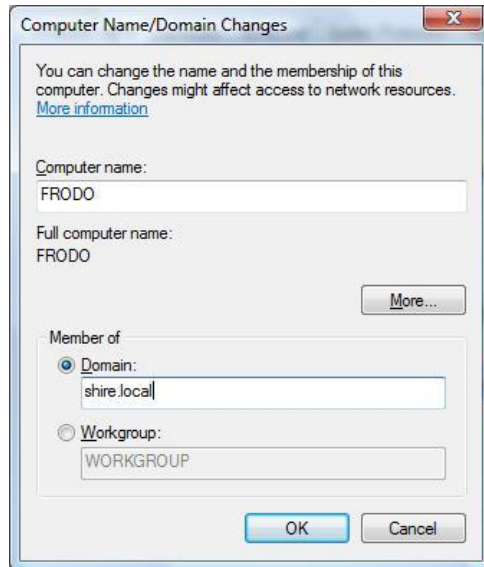 Computer Name/Domain Changes
You can change the name and the membership of this
computer. Changes might affect access to network resources.
More information
Computer name:
FRODO
Full computer name:
FRODO
More...
Member of
Domain:
shire.local
Workgroup:
WORKGROUP
OK Cancel